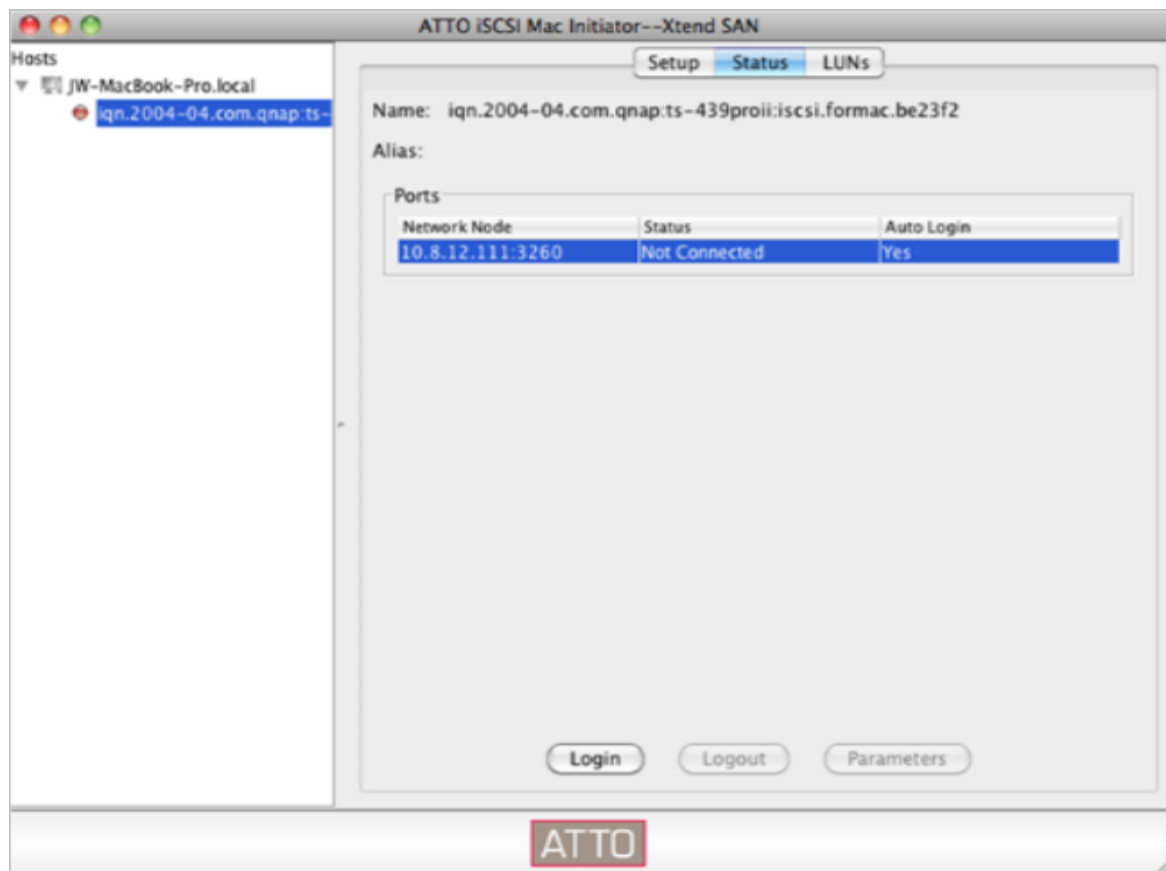 ATTO iSCSI Mac Initiator--Xtend SAN
Hosts
JW-MacBook-Pro.local
iqn.2004-04.com.qnap:ts-
Setup Status LUNs
Name: iqn.2004-04.com.qnap:ts-439proii:iscsi.formac.be23f2
Alias:
Ports
Network Node Status Auto Login
10.8.12.111:3260 Not Connected Yes
Login Logout Parameters
ATTO